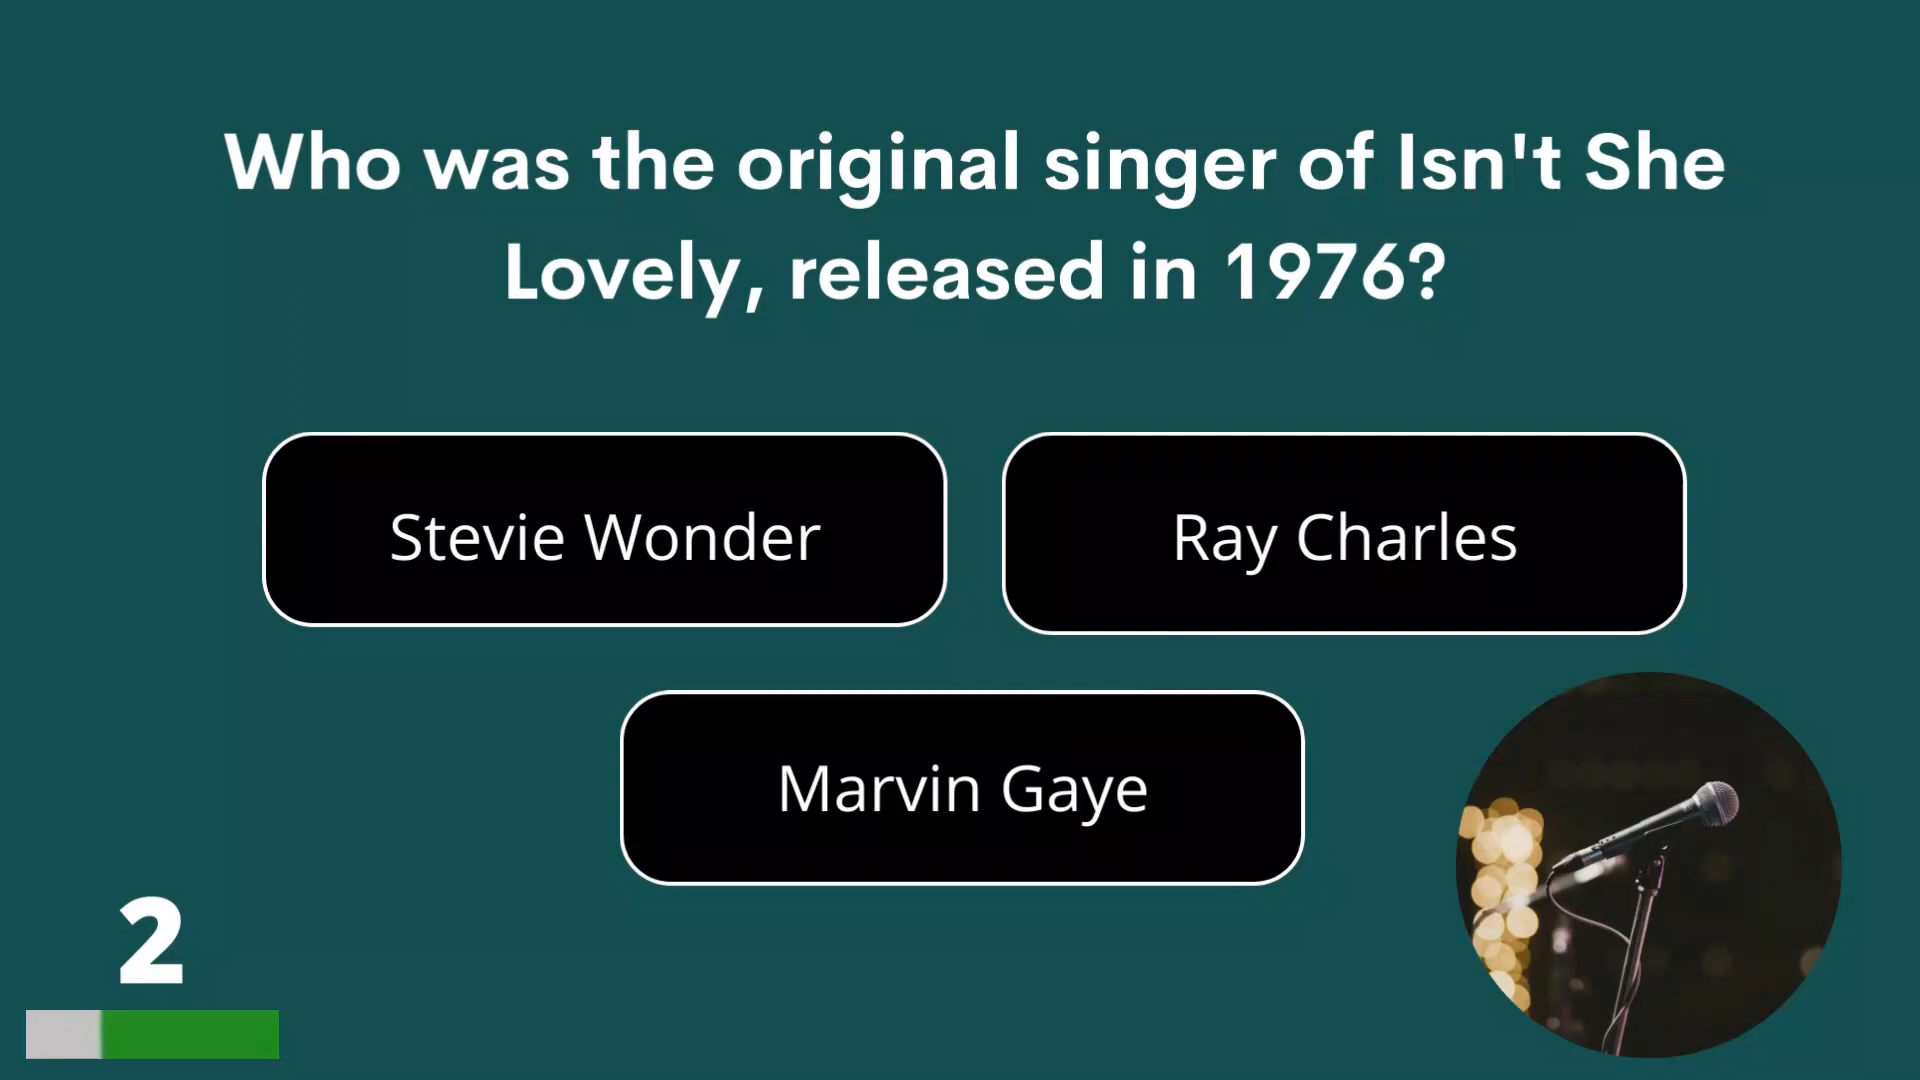 Who was the original singer of Isn't She
Lovely, released in 1976?
Stevie Wonder
Ray Charles
Marvin Gaye
2